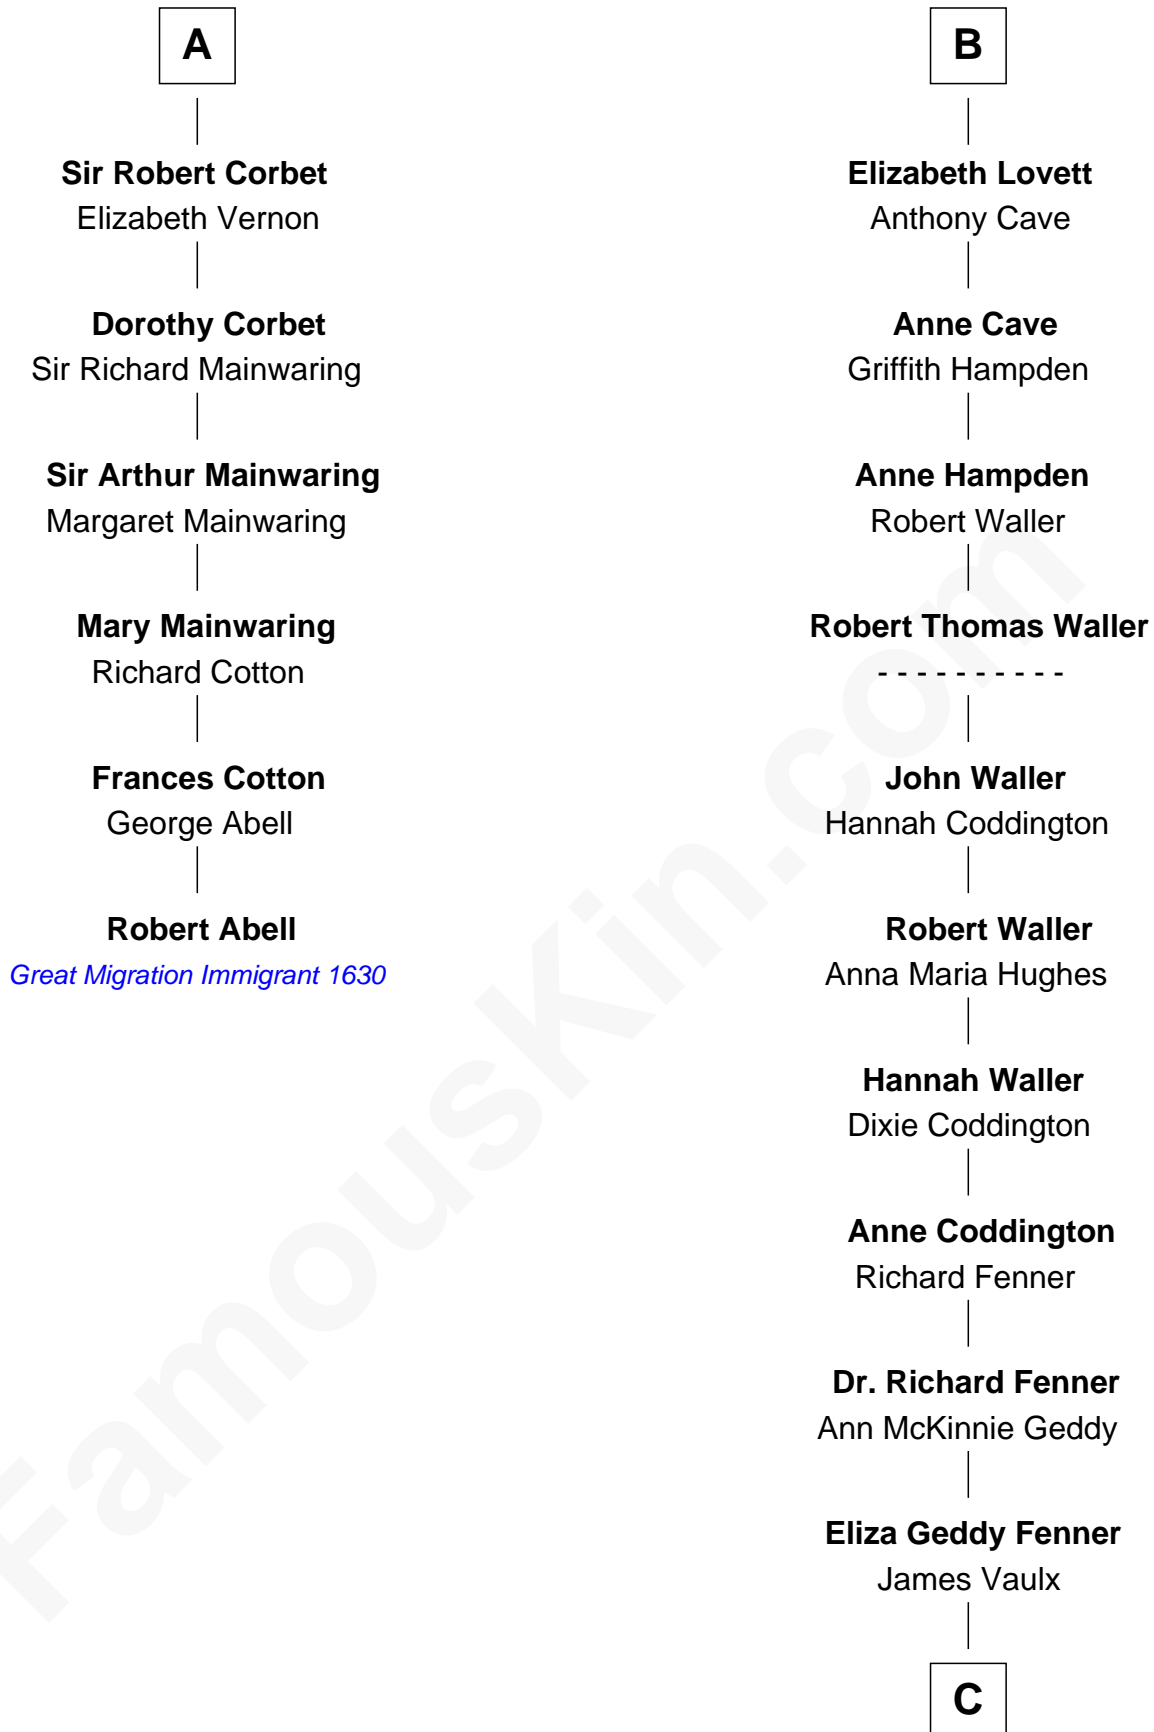 A
Sir Robert Corbet
Elizabeth Vernon
Dorothy Corbet
Sir Richard Mainwaring
Sir Arthur Mainwaring
Margaret Mainwaring
Mary Mainwaring
Richard Cotton
Frances Cotton
George Abell
Robert Abell
Great Migration Immigrant 1630
B
Elizabeth Lovett
Anthony Cave
Anne Cave
Griffith Hampden
Anne Hampden
Robert Waller
Robert Thomas Waller
- - - - - - - - - -
John Waller
Hannah Coddington
Robert Waller
Anna Maria Hughes
Hannah Waller
Dixie Coddington
Anne Coddington
Richard Fenner
Dr. Richard Fenner
Ann McKinnie Geddy
Eliza Geddy Fenner
James Vaulx
C
FamousKin.com